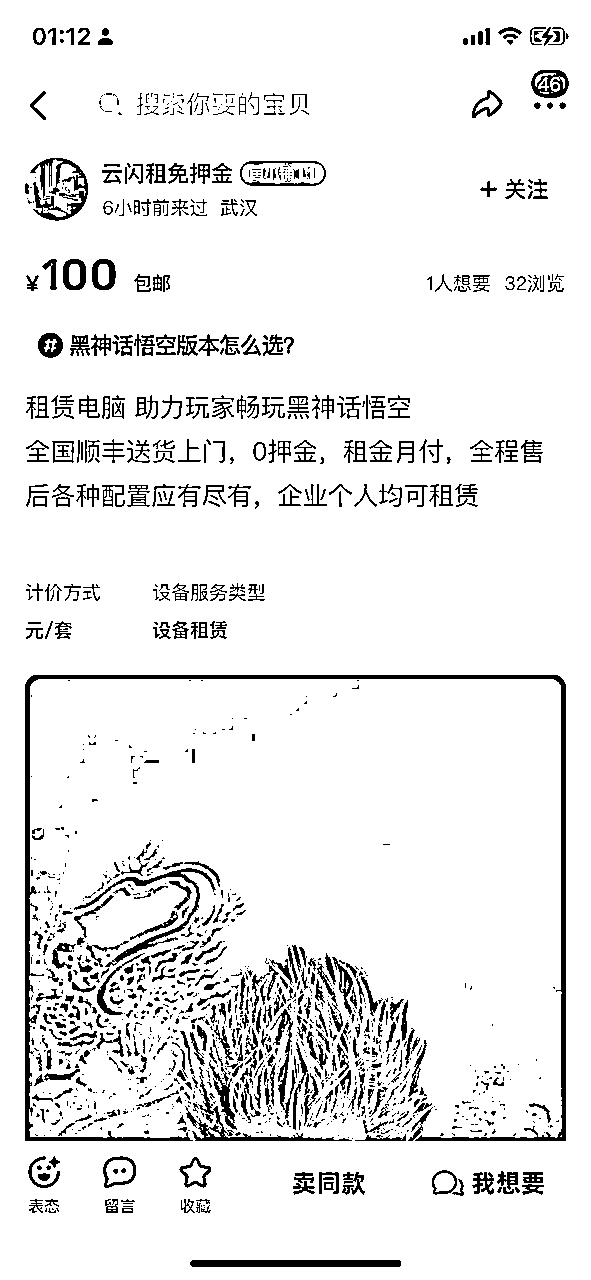 01:12
46
搜索你要的宝贝
云闪租免押金
6小时前来过 武汉
+ 关注
¥100 包邮
1人想要 32浏览
# 黑神话悟空版本怎么选?
租赁电脑 助力玩家畅玩黑神话悟空
全国顺丰送货上门，0押金，租金月付，全程售
后各种配置应有尽有，企业个人均可租赁
计价方式 设备服务类型
元/套 设备租赁
表态 留言 收藏 卖同款 我想要